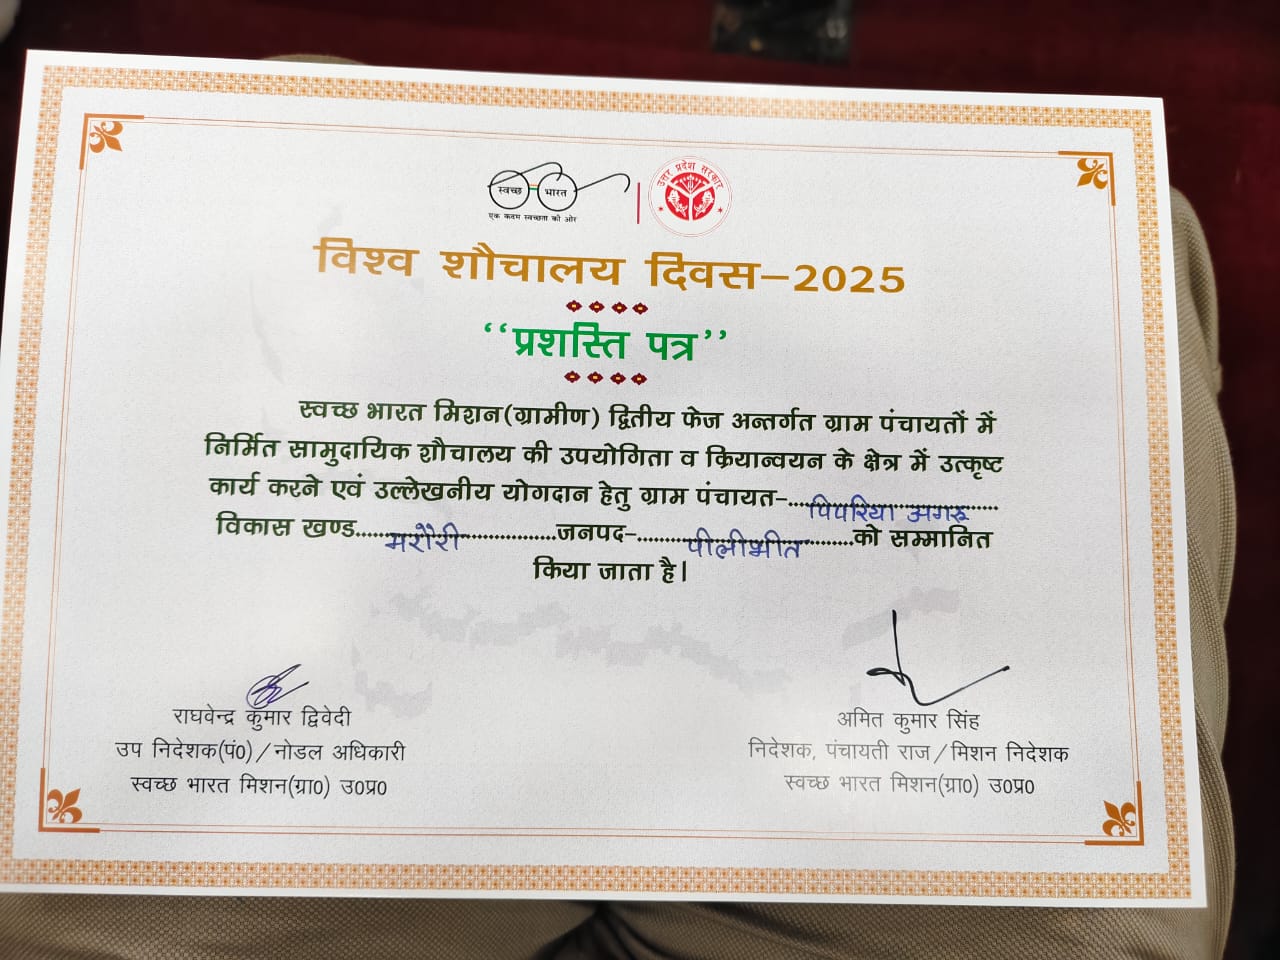 स्वच्छ भारत
एक कदम स्वच्छता की ओर
उत्तर प्रदेश सरकार
विश्व शौचालय दिवस–2025
‘‘प्रशस्ति पत्र’’
स्वच्छ भारत मिशन(ग्रामीण) द्वितीय फेज अन्तर्गत ग्राम पंचायतों में
निर्मित सामुदायिक शौचालय की उपयोगिता व क्रियान्वयन के क्षेत्र में उत्कृष्ट
कार्य करने एवं उल्लेखनीय योगदान हेतु ग्राम पंचायत–पिपरिया अगरू
विकास खण्ड मरौरी जनपद–पीलीभीत को सम्मानित
किया जाता है।
राघवेन्द्र कुमार द्विवेदी
उप निदेशक(पं0)/नोडल अधिकारी
स्वच्छ भारत मिशन(ग्रा0) उ0प्र0
अमित कुमार सिंह
निदेशक, पंचायती राज/मिशन निदेशक
स्वच्छ भारत मिशन(ग्रा0) उ0प्र0